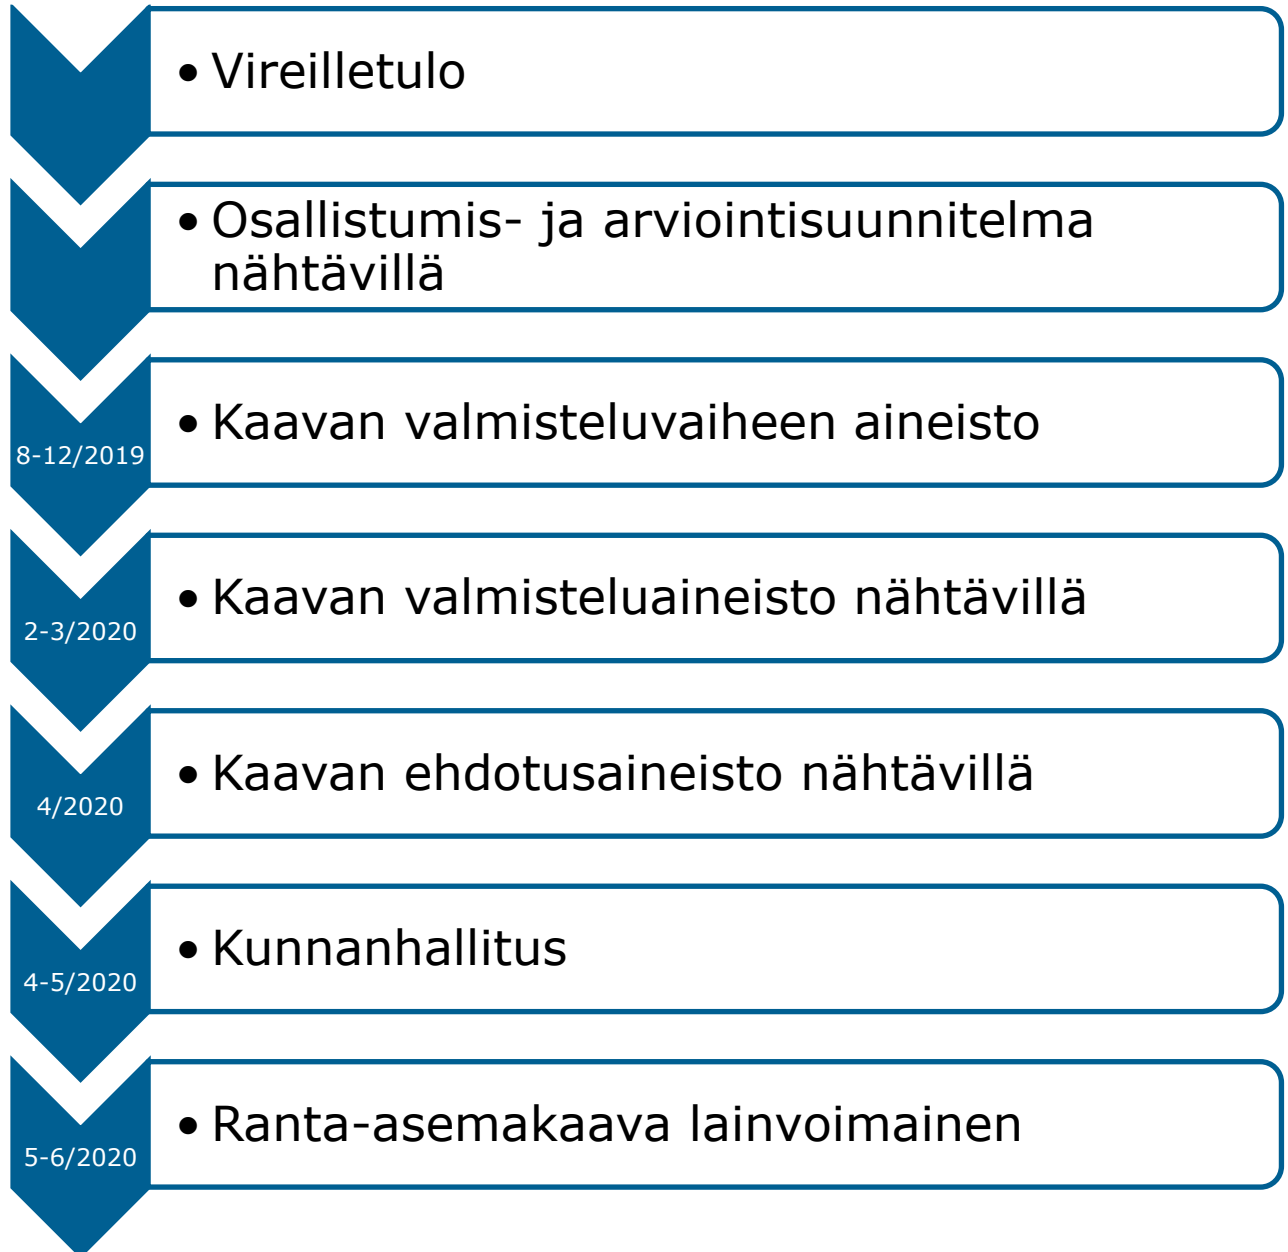 • Vireilletulo
• Osallistumis- ja arviointisuunnitelma
nähtävillä
8-12/2019
• Kaavan valmisteluvaiheen aineisto
2-3/2020
• Kaavan valmisteluaineisto nähtävillä
4/2020
• Kaavan ehdotusaineisto nähtävillä
4-5/2020
• Kunnanhallitus
5-6/2020
• Ranta-asemakaava lainvoimainen